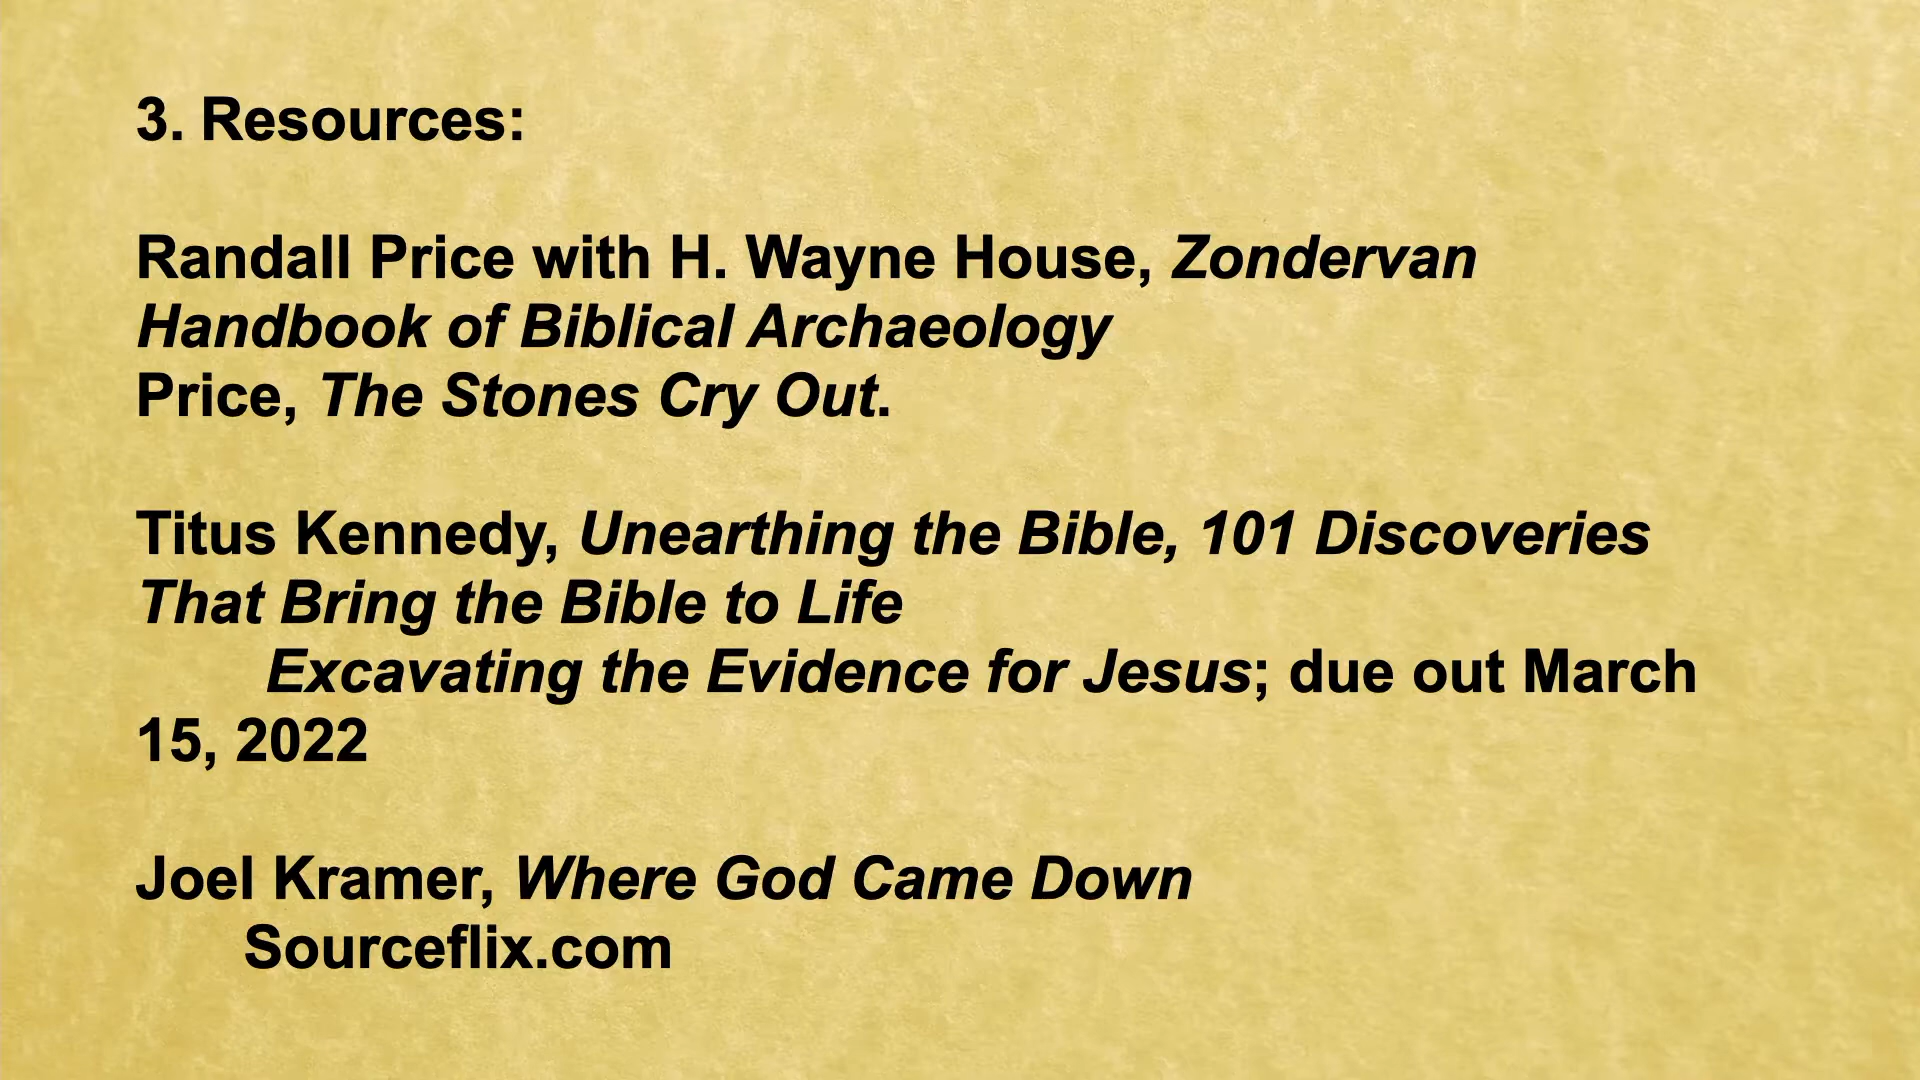 3. Resources:
Randall Price with H. Wayne House, Zondervan
Handbook of Biblical Archaeology
Price, The Stones Cry Out.
Titus Kennedy, Unearthing the Bible, 101 Discoveries
That Bring the Bible to Life
Excavating the Evidence for Jesus; due out March
15, 2022
Joel Kramer, Where God Came Down
Sourceflix.com